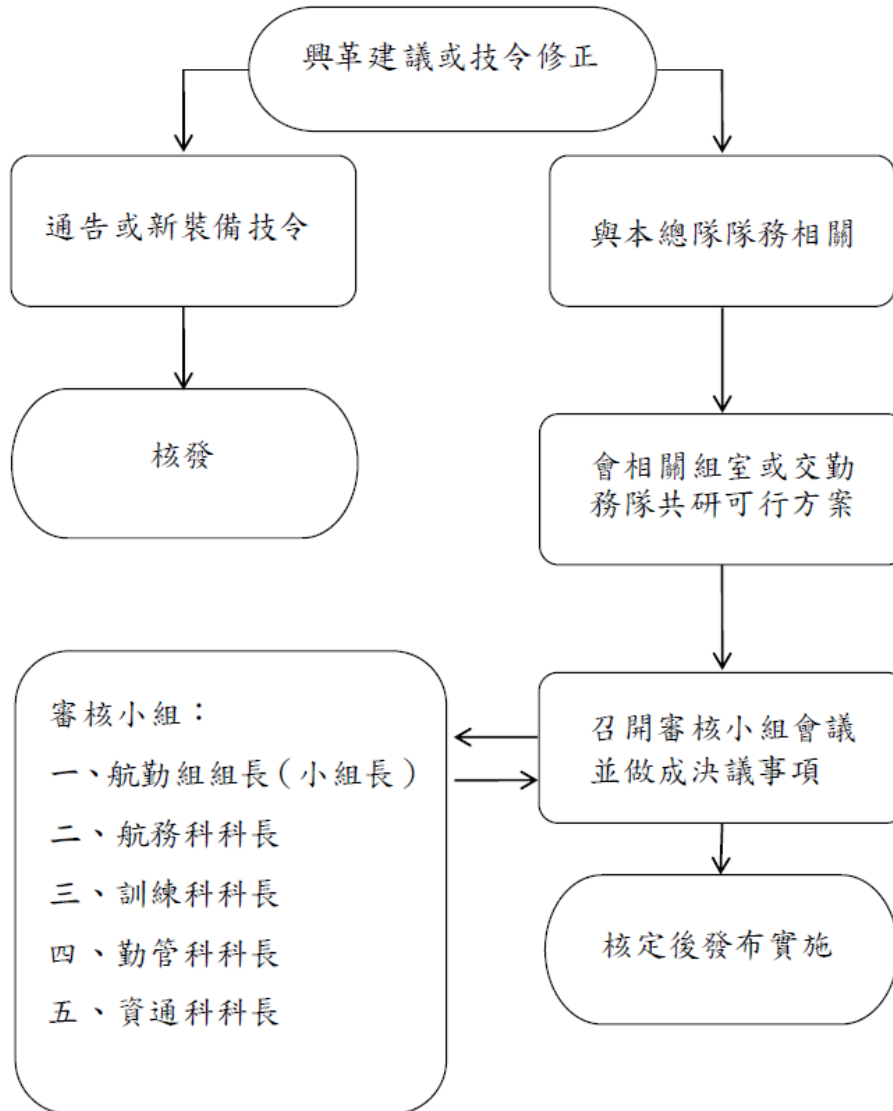 興革建議或技令修正
通告或新裝備技令
與本總隊隊務相關
核發
會相關組室或交勤
務隊共研可行方案
審核小組：
一、航勤組組長（小組長）
二、航務科科長
三、訓練科科長
四、勤管科科長
五、資通科科長
召開審核小組會議
並做成決議事項
核定後發布實施